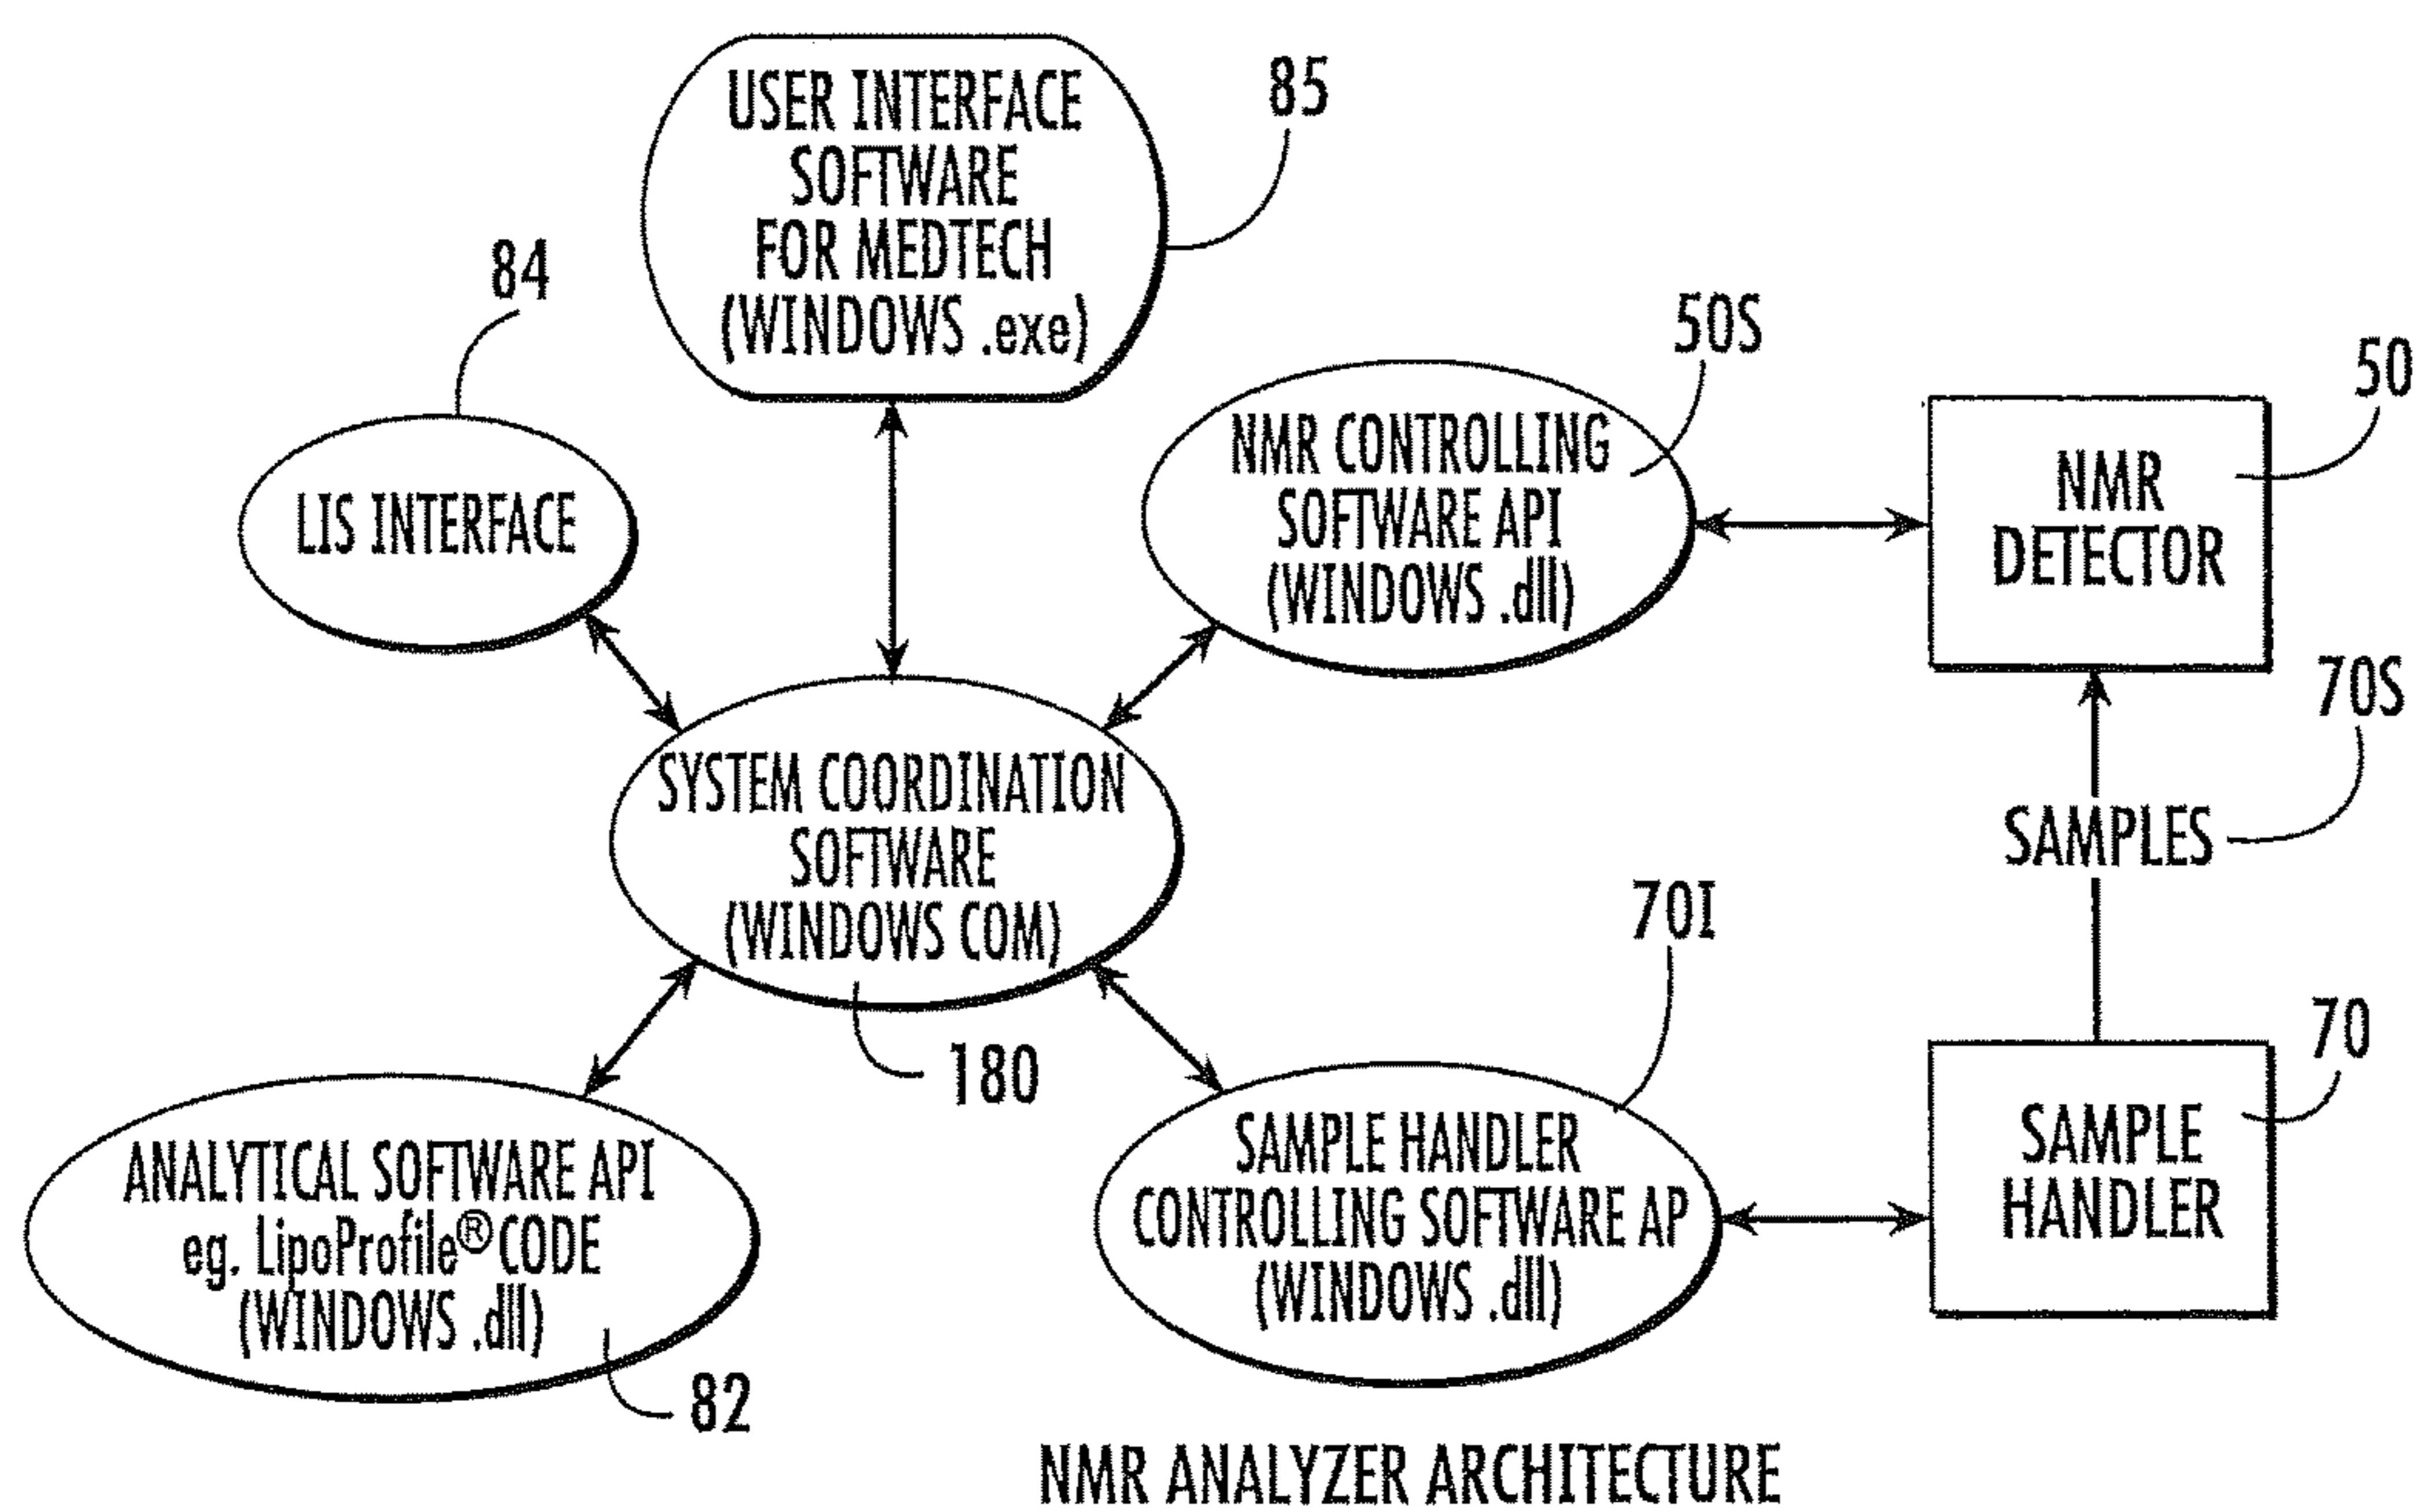 USER INTERFACE
SOFTWARE
FOR MEDTECH
(WINDOWS .exe)
85
84
LIS INTERFACE
50S
NMR CONTROLLING
SOFTWARE API
(WINDOWS .dll)
50
NMR
DETECTOR
70S
SAMPLES
SYSTEM COORDINATION
SOFTWARE
(WINDOWS COM)
180
70I
SAMPLE HANDLER
CONTROLLING SOFTWARE AP
(WINDOWS .dll)
70
SAMPLE
HANDLER
ANALYTICAL SOFTWARE API
eg. LipoProfile® CODE
(WINDOWS .dll)
82
NMR ANALYZER ARCHITECTURE